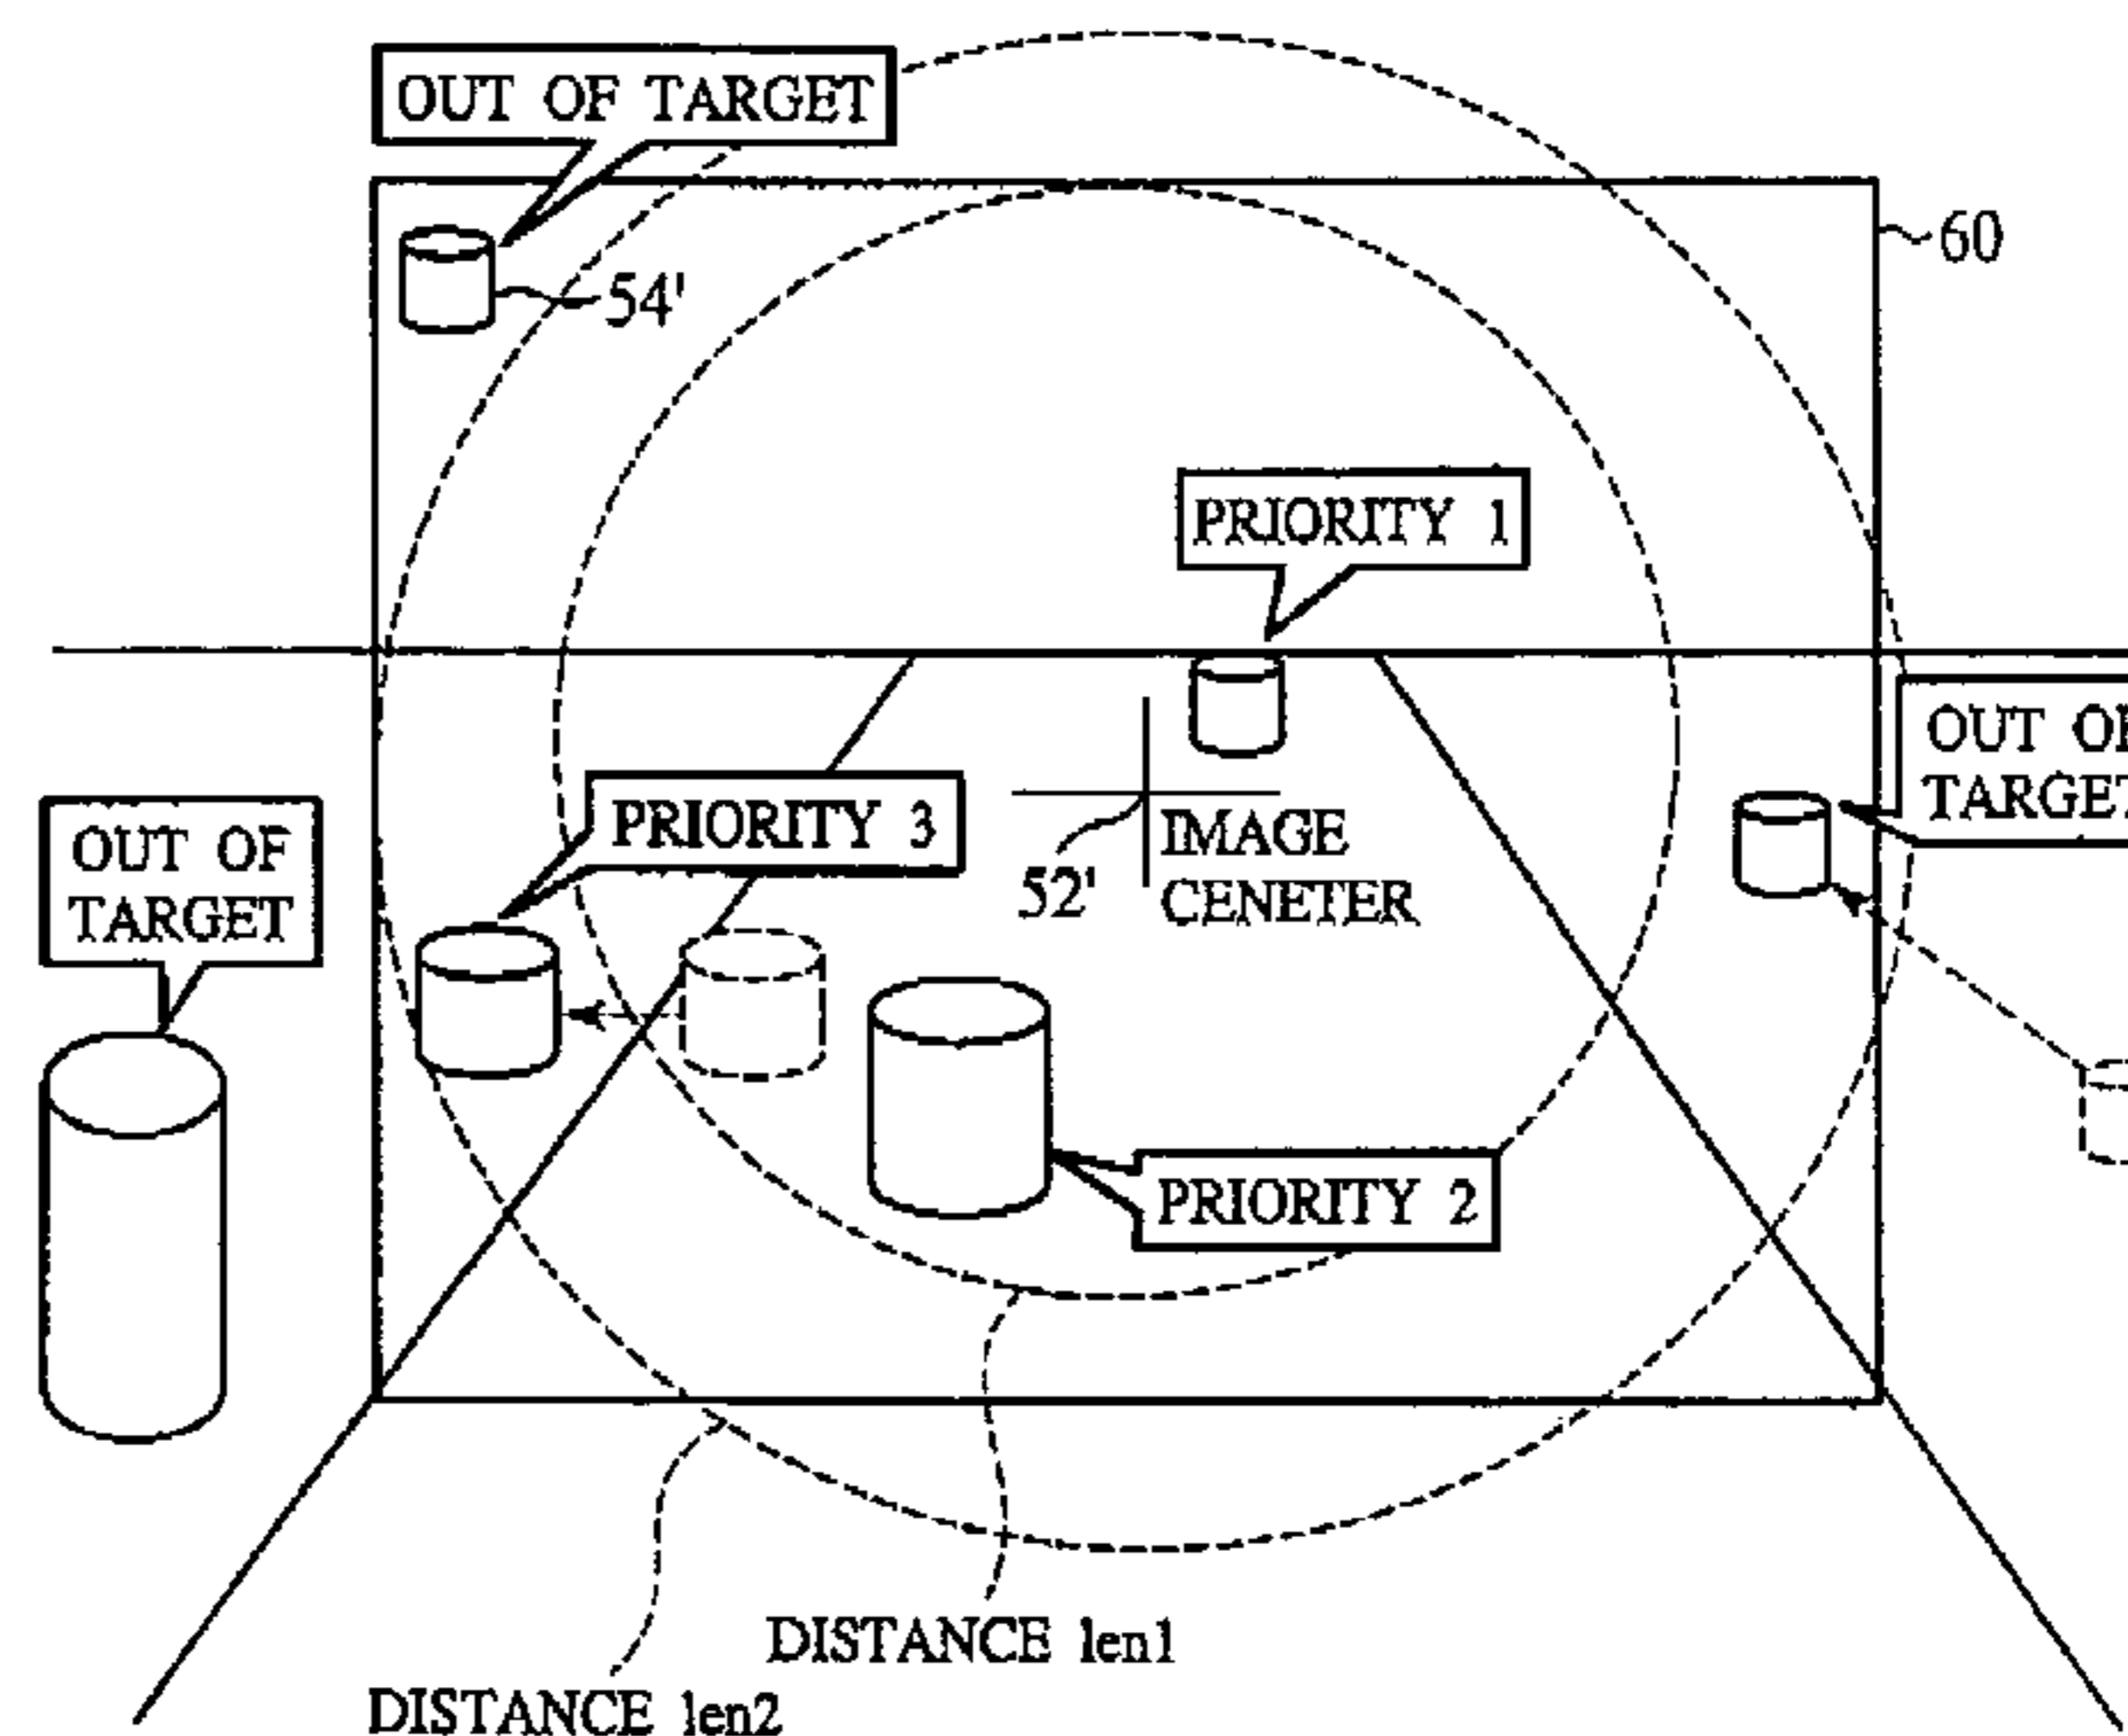 OUT OF TARGET
60
54'
PRIORITY 1
OUT
TARGET
PRIORITY 3
IMAGE
CENETER
52'
OUT OF
TARGET
PRIORITY 2
DISTANCE len1
DISTANCE len2